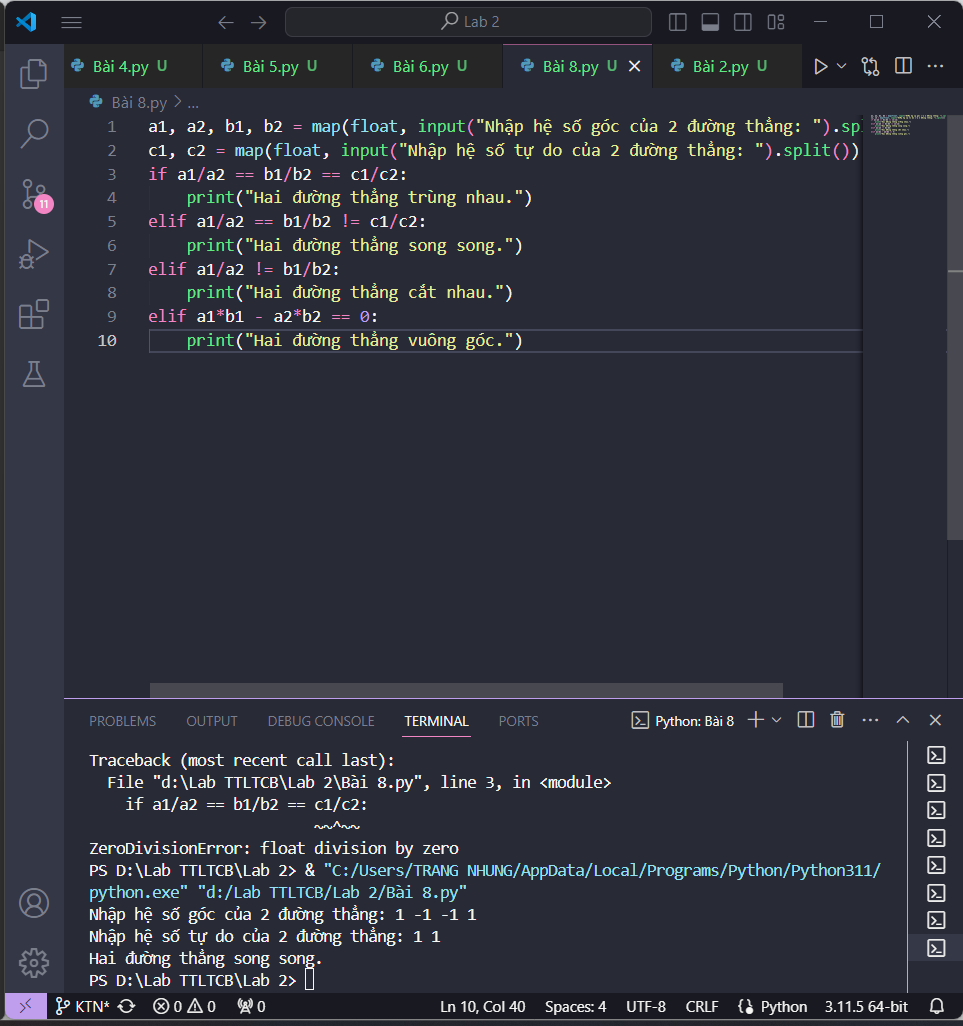 Lab 2
Bài 4.py U
Bài 5.py U
Bài 6.py U
Bài 8.py U
Bài 2.py U
Bài 8.py > ...
1 a1, a2, b1, b2 = map(float, input("Nhập hệ số góc của 2 đường thẳng: ").spl
2 c1, c2 = map(float, input("Nhập hệ số tự do của 2 đường thẳng: ").split())
3 if a1/a2 == b1/b2 == c1/c2:
4     print("Hai đường thẳng trùng nhau.")
5 elif a1/a2 == b1/b2 != c1/c2:
6     print("Hai đường thẳng song song.")
7 elif a1/a2 != b1/b2:
8     print("Hai đường thẳng cắt nhau.")
9 elif a1*b1 - a2*b2 == 0:
10     print("Hai đường thẳng vuông góc.")
11
PROBLEMS OUTPUT DEBUG CONSOLE TERMINAL PORTS
Python: Bài 8
Traceback (most recent call last):
  File "d:\Lab TTLTCB\Lab 2\Bài 8.py", line 3, in <module>
    if a1/a2 == b1/b2 == c1/c2:
                         ~~^~~
ZeroDivisionError: float division by zero
PS D:\Lab TTLTCB\Lab 2> & "C:/Users/TRANG NHUNG/AppData/Local/Programs/Python/Python311/
python.exe" "d:/Lab TTLTCB/Lab 2/Bài 8.py"
Nhập hệ số góc của 2 đường thẳng: 1 -1 -1 1
Nhập hệ số tự do của 2 đường thẳng: 1 1
Hai đường thẳng song song.
PS D:\Lab TTLTCB\Lab 2>
KTN* 0 0 0 Ln 10, Col 40 Spaces: 4 UTF-8 CRLF Python 3.11.5 64-bit